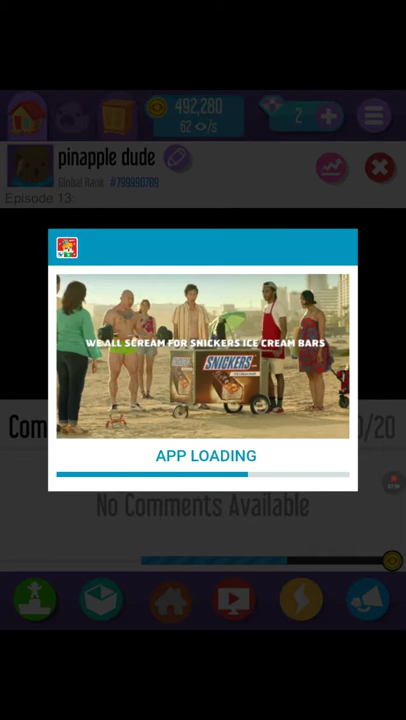 492,280
62 /s
2
pinapple dude
Global Rank #799990789
Episode 13:
WE ALL SCREAM FOR SNICKERS ICE CREAM BARS
SNICKERS
APP LOADING
Com
0/20
No Comments Available